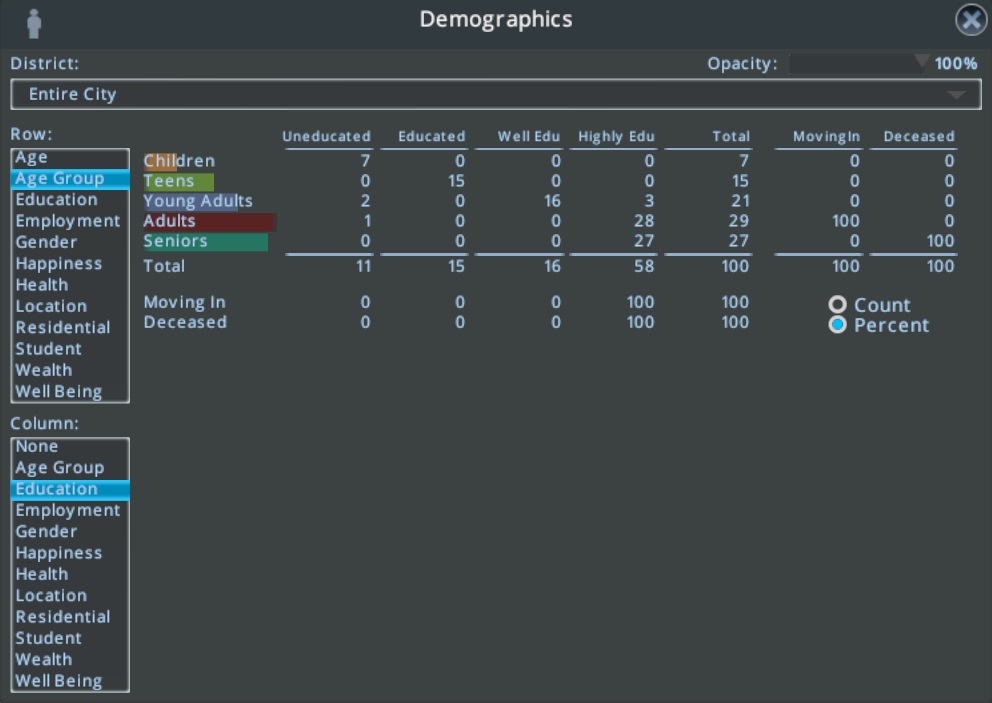 Demographics
District:
Opacity: 100%
Entire City
Row:
Age
Age Group
Education
Employment
Gender
Happiness
Health
Location
Residential
Student
Wealth
Well Being
Uneducated Educated Well Edu Highly Edu Total MovingIn Deceased
Children 7 0 0 0 7 0 0
Teens 0 15 0 0 15 0 0
Young Adults 2 0 16 3 21 0 0
Adults 1 0 0 28 29 100 0
Seniors 0 0 0 27 27 0 100
Total 11 15 16 58 100 100 100
Moving In 0 0 0 100 100
Deceased 0 0 0 100 100
Count
Percent
Column:
None
Age Group
Education
Employment
Gender
Happiness
Health
Location
Residential
Student
Wealth
Well Being